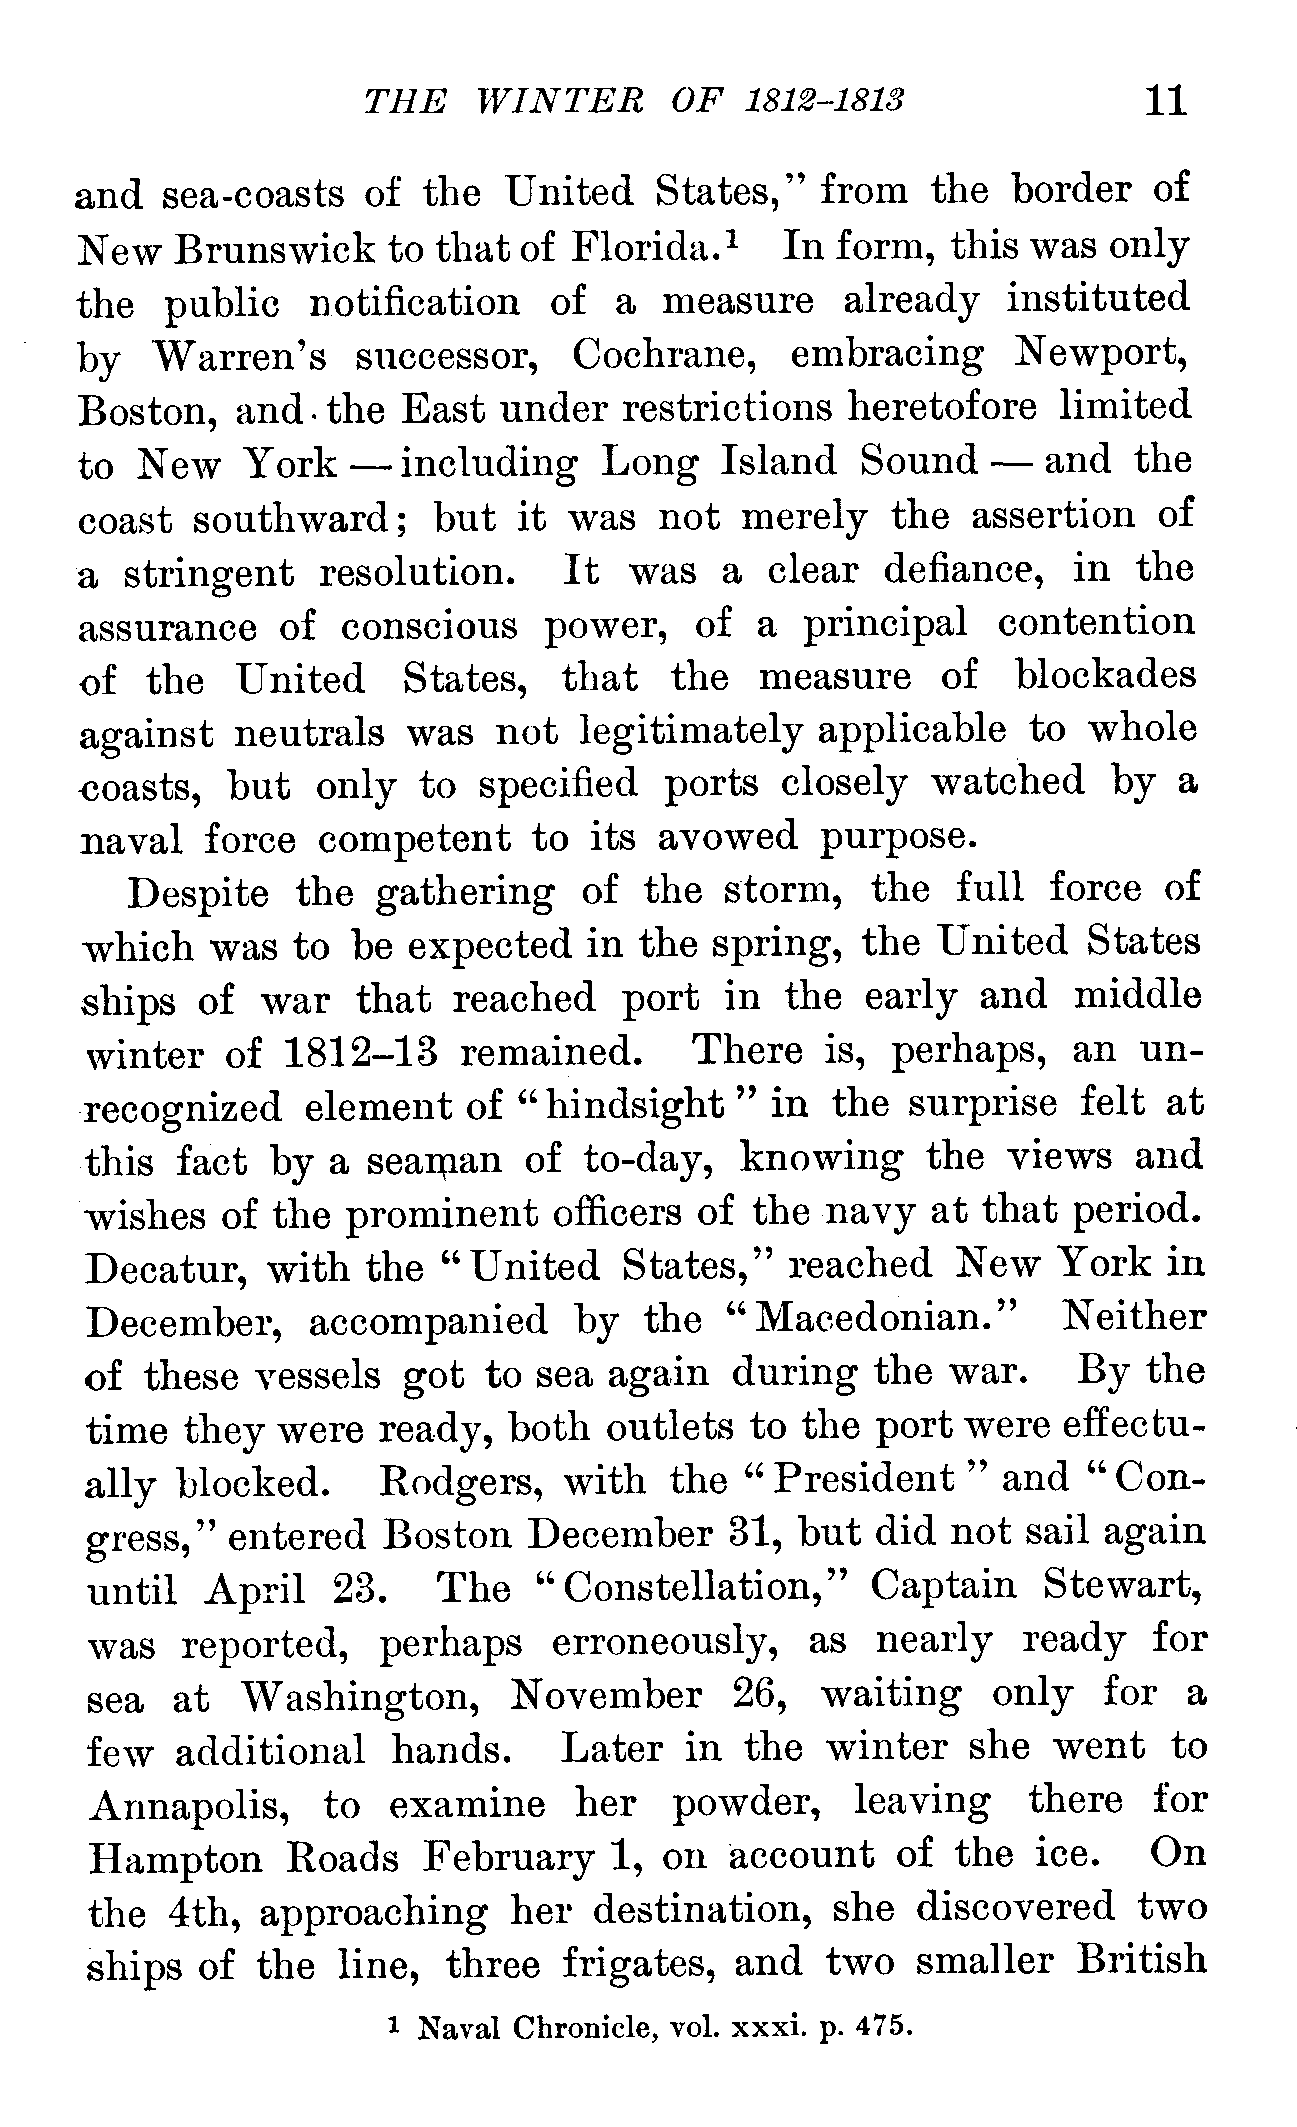 THE WINTER OF 1812–1813 11
and sea-coasts of the United States,” from the border of
New Brunswick to that of Florida.¹ In form, this was only
the public notification of a measure already instituted
by Warren’s successor, Cochrane, embracing Newport,
Boston, and the East under restrictions heretofore limited
to New York — including Long Island Sound — and the
coast southward; but it was not merely the assertion of
a stringent resolution. It was a clear defiance, in the
assurance of conscious power, of a principal contention
of the United States, that the measure of blockades
against neutrals was not legitimately applicable to whole
coasts, but only to specified ports closely watched by a
naval force competent to its avowed purpose.
Despite the gathering of the storm, the full force of
which was to be expected in the spring, the United States
ships of war that reached port in the early and middle
winter of 1812–13 remained. There is, perhaps, an un-
recognized element of “hindsight” in the surprise felt at
this fact by a seaman of to-day, knowing the views and
wishes of the prominent officers of the navy at that period.
Decatur, with the “United States,” reached New York in
December, accompanied by the “Macedonian.” Neither
of these vessels got to sea again during the war. By the
time they were ready, both outlets to the port were effectu-
ally blocked. Rodgers, with the “President” and “Con-
gress,” entered Boston December 31, but did not sail again
until April 23. The “Constellation,” Captain Stewart,
was reported, perhaps erroneously, as nearly ready for
sea at Washington, November 26, waiting only for a
few additional hands. Later in the winter she went to
Annapolis, to examine her powder, leaving there for
Hampton Roads February 1, on account of the ice. On
the 4th, approaching her destination, she discovered two
ships of the line, three frigates, and two smaller British
¹ Naval Chronicle, vol. xxxi. p. 475.